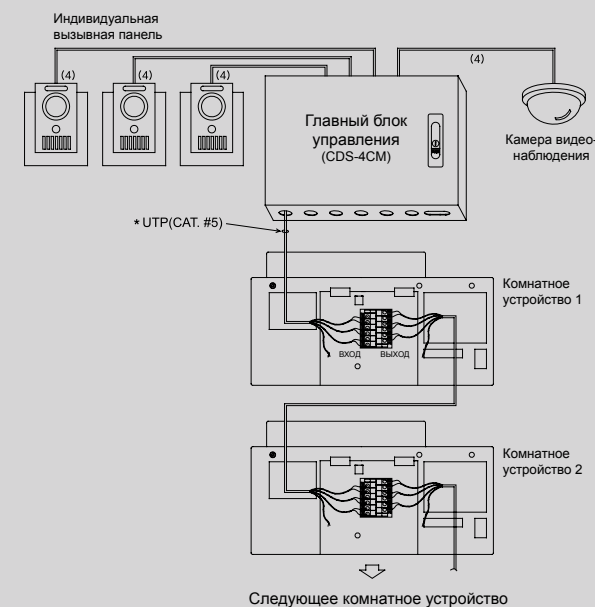 Индивидуальная
вызывная панель
(4)
(4)
(4)
(4)
Главный блок
управления
(CDS-4CM)
Камера видео-
наблюдения
* UTP(CAT. #5)
Комнатное
устройство 1
ВХОД
ВЫХОД
Комнатное
устройство 2
Следующее комнатное устройство